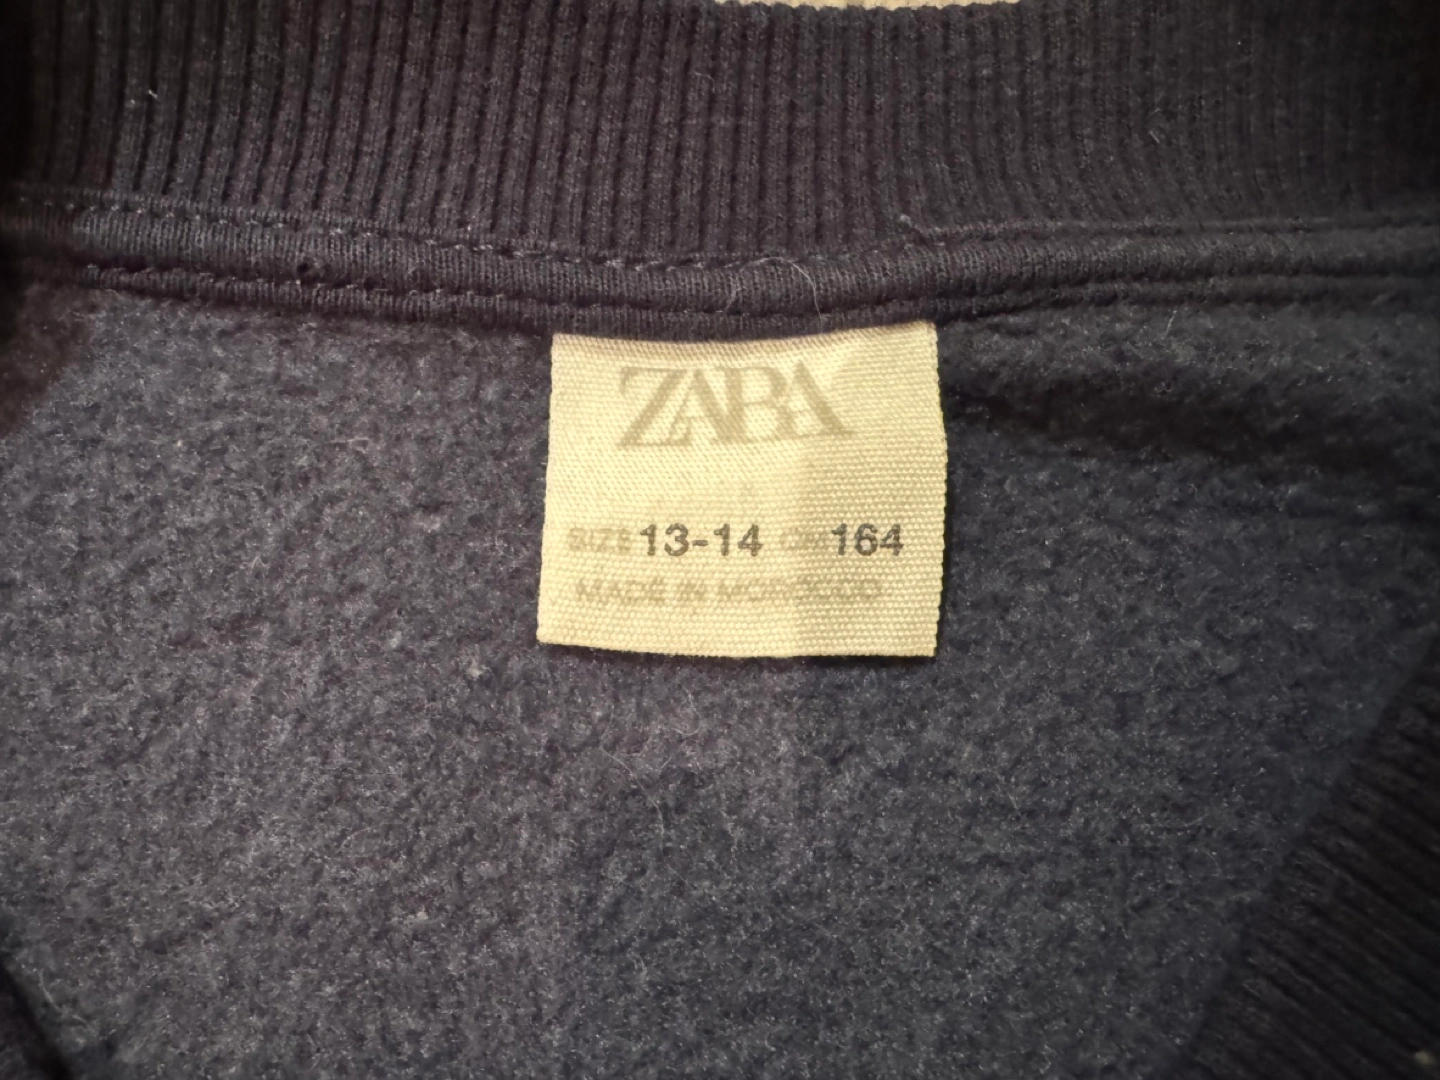 ZARA
SIZE 13-14 CM 164
MADE IN MOROCCO